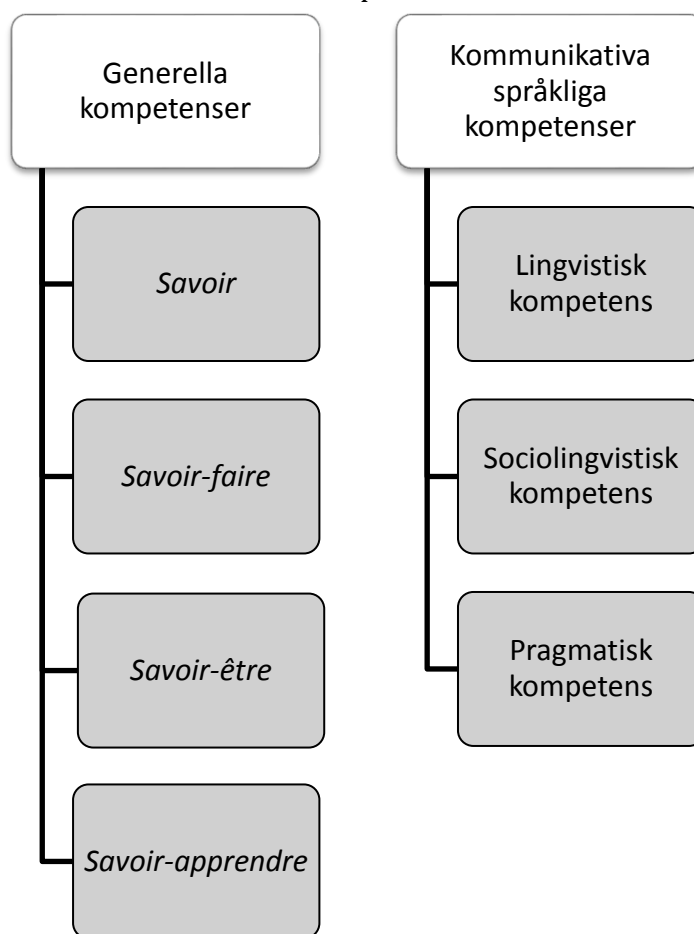 Generella
kompetenser
Savoir
Savoir-faire
Savoir-être
Savoir-apprendre
Kommunikativa
språkliga
kompetenser
Lingvistisk
kompetens
Sociolingvistisk
kompetens
Pragmatisk
kompetens